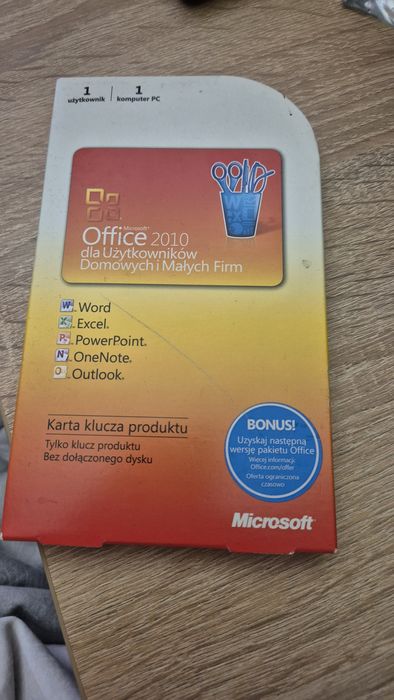 1 1
użytkownik komputer PC
Microsoft®
Office 2010
dla Użytkowników
Domowych i Małych Firm
Word
Excel®
PowerPoint®
OneNote®
Outlook®
Karta klucza produktu
Tylko klucz produktu
Bez dołączonego dysku
BONUS!
Uzyskaj następną
wersję pakietu Office
Więcej informacji:
Office.com/offer
Oferta ograniczona
czasowo
Microsoft®